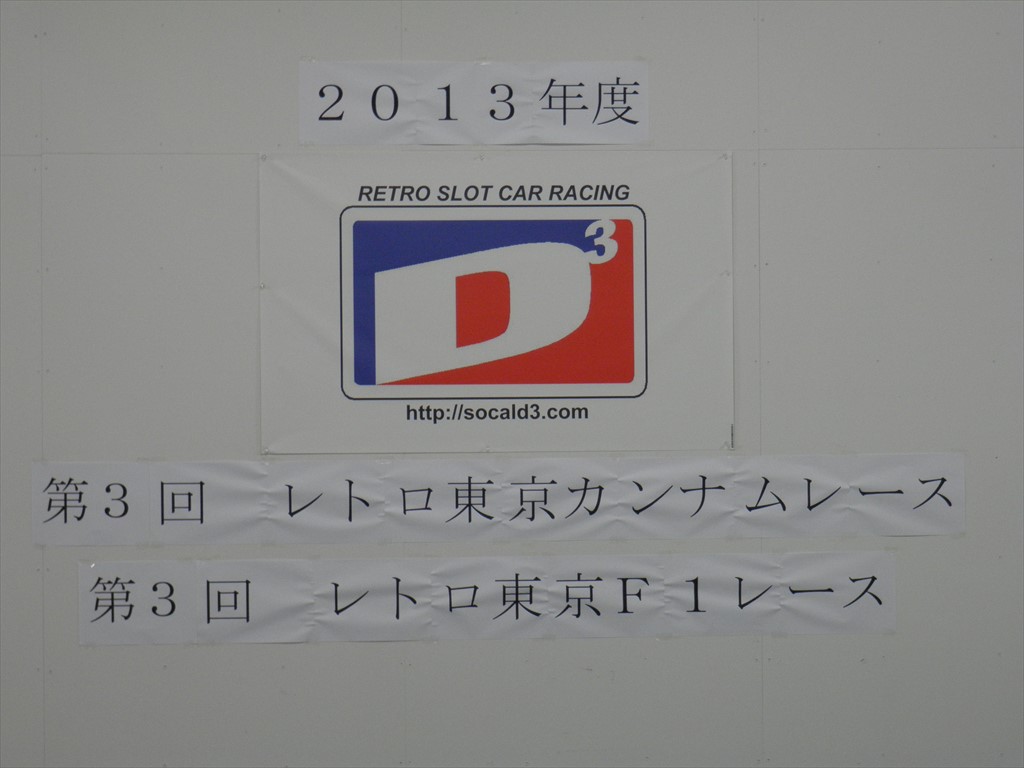 ２０１３年度
RETRO SLOT CAR RACING
D3
http://socald3.com
第３回　レトロ東京カンナムレース
第３回　レトロ東京Ｆ１レース